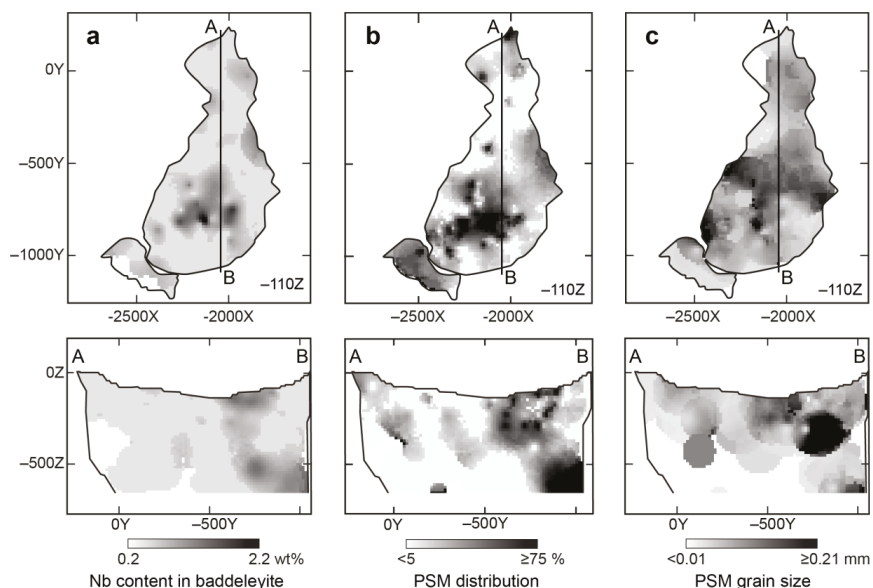 a b c
A A A
0Y
−500Y
−1000Y
B B B
−110Z −110Z −110Z
−2500X −2000X −2500X −2000X −2500X −2000X
A B A B A B
0Z
−500Z
0Y −500Y 0Y −500Y 0Y −500Y
0.2 2.2 wt% <5 ≥75 % <0.01 ≥0.21 mm
Nb content in baddeleyite PSM distribution PSM grain size